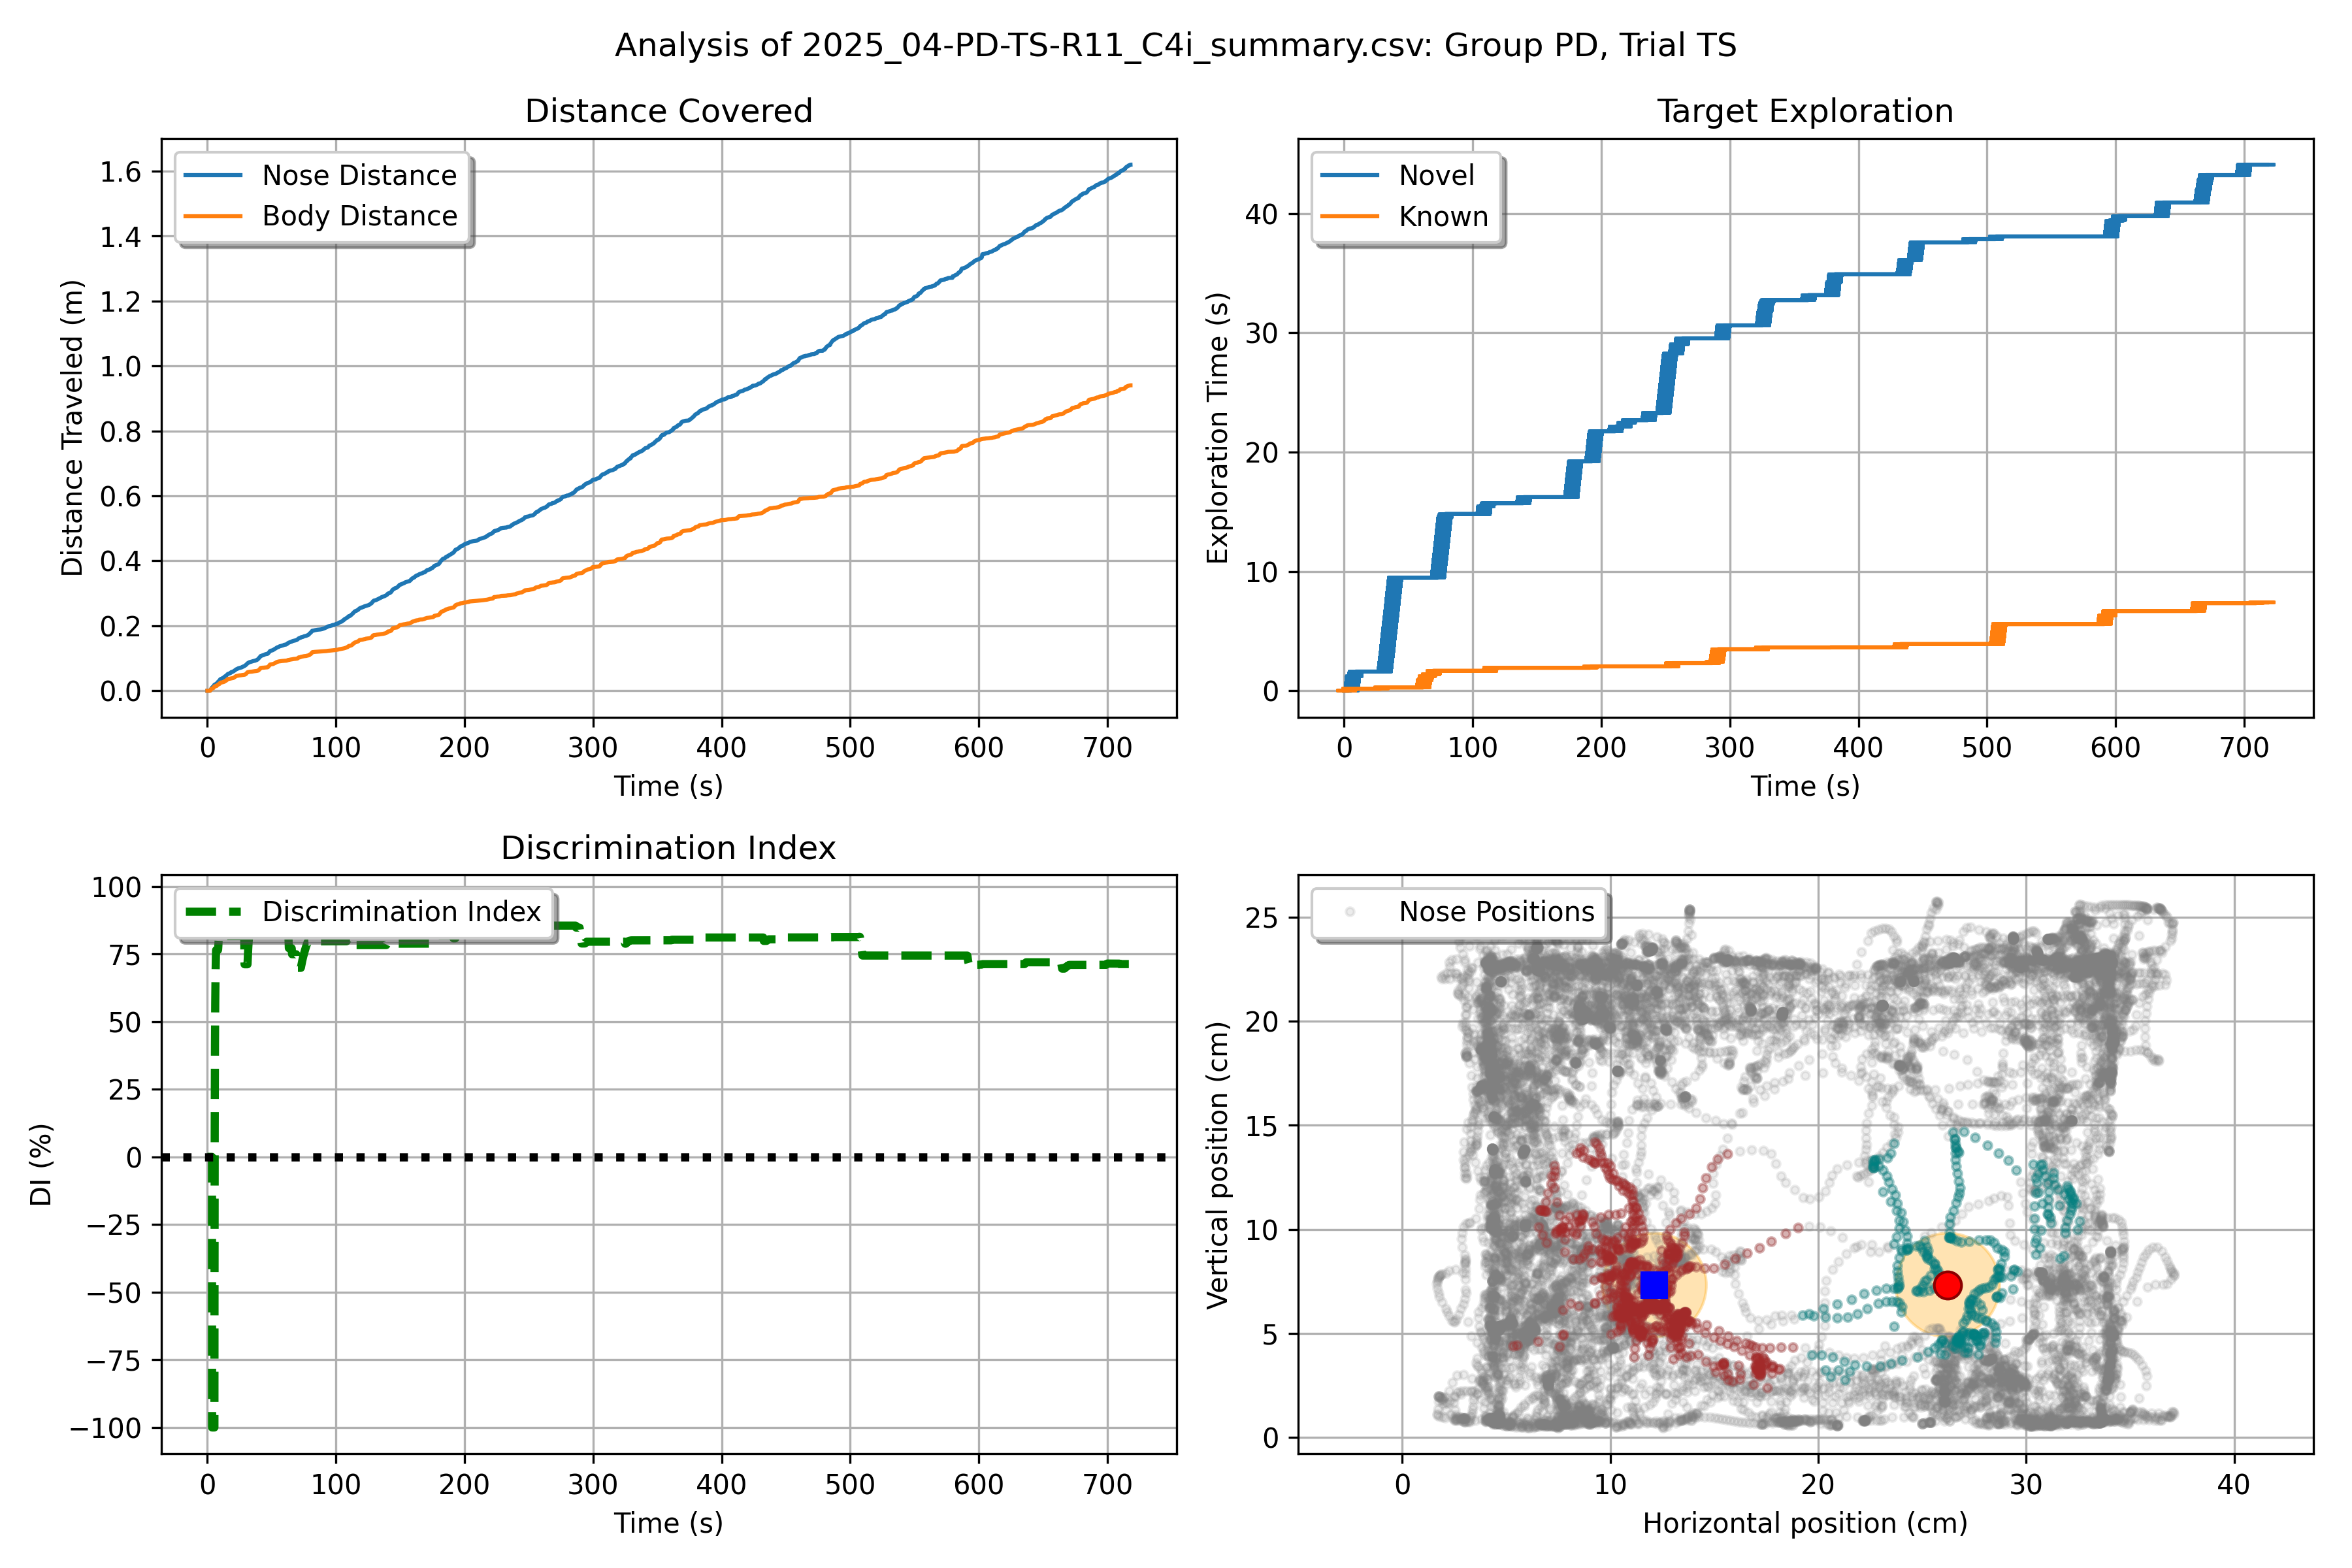 Analysis of 2025_04-PD-TS-R11_C4i_summary.csv: Group PD, Trial TS
Distance Covered
Nose Distance
Body Distance
Distance Traveled (m)
1.6
1.4
1.2
1.0
0.8
0.6
0.4
0.2
0.0
0 100 200 300 400 500 600 700
Time (s)
Target Exploration
Novel
Known
Exploration Time (s)
40
30
20
10
0
0 100 200 300 400 500 600 700
Time (s)
Discrimination Index
Discrimination Index
DI (%)
100
75
50
25
0
−25
−50
−75
−100
0 100 200 300 400 500 600 700
Time (s)
Nose Positions
Vertical position (cm)
25
20
15
10
5
0
0 10 20 30 40
Horizontal position (cm)